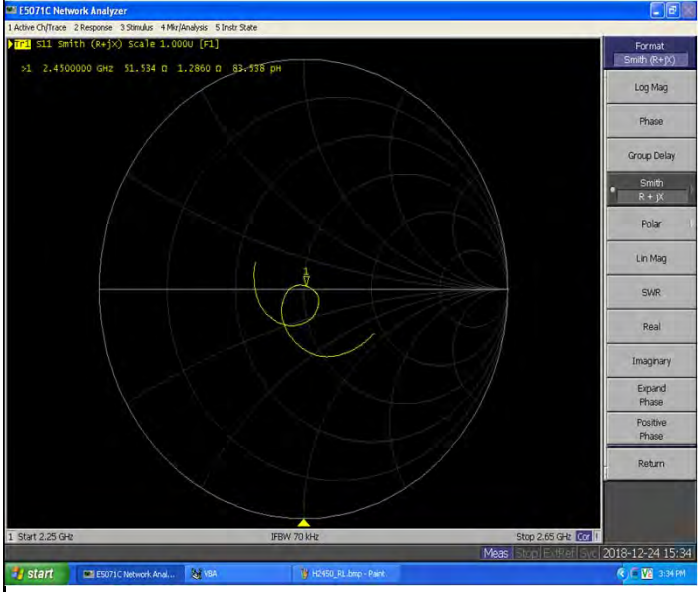 E5071C Network Analyzer
1 Active Ch/Trace 2 Response 3 Stimulus 4 Mkr/Analysis 5 Instr State
Tr1 S11 Smith (R+jX) Scale 1.000U [F1]
>1 2.4500000 GHz 51.534 Ω 1.2860 Ω 83.538 pH
1
Format
Smith (R+jX)
Log Mag
Phase
Group Delay
Smith
R + jX
Polar
Lin Mag
SWR
Real
Imaginary
Expand
Phase
Positive
Phase
Return
1 Start 2.25 GHz IFBW 70 kHz Stop 2.65 GHz Cor !
Meas Stop ExtRef Svc 2018-12-24 15:34
start E5071C Network Anal... VBA H2450_RL.bmp - Paint 3:34 PM